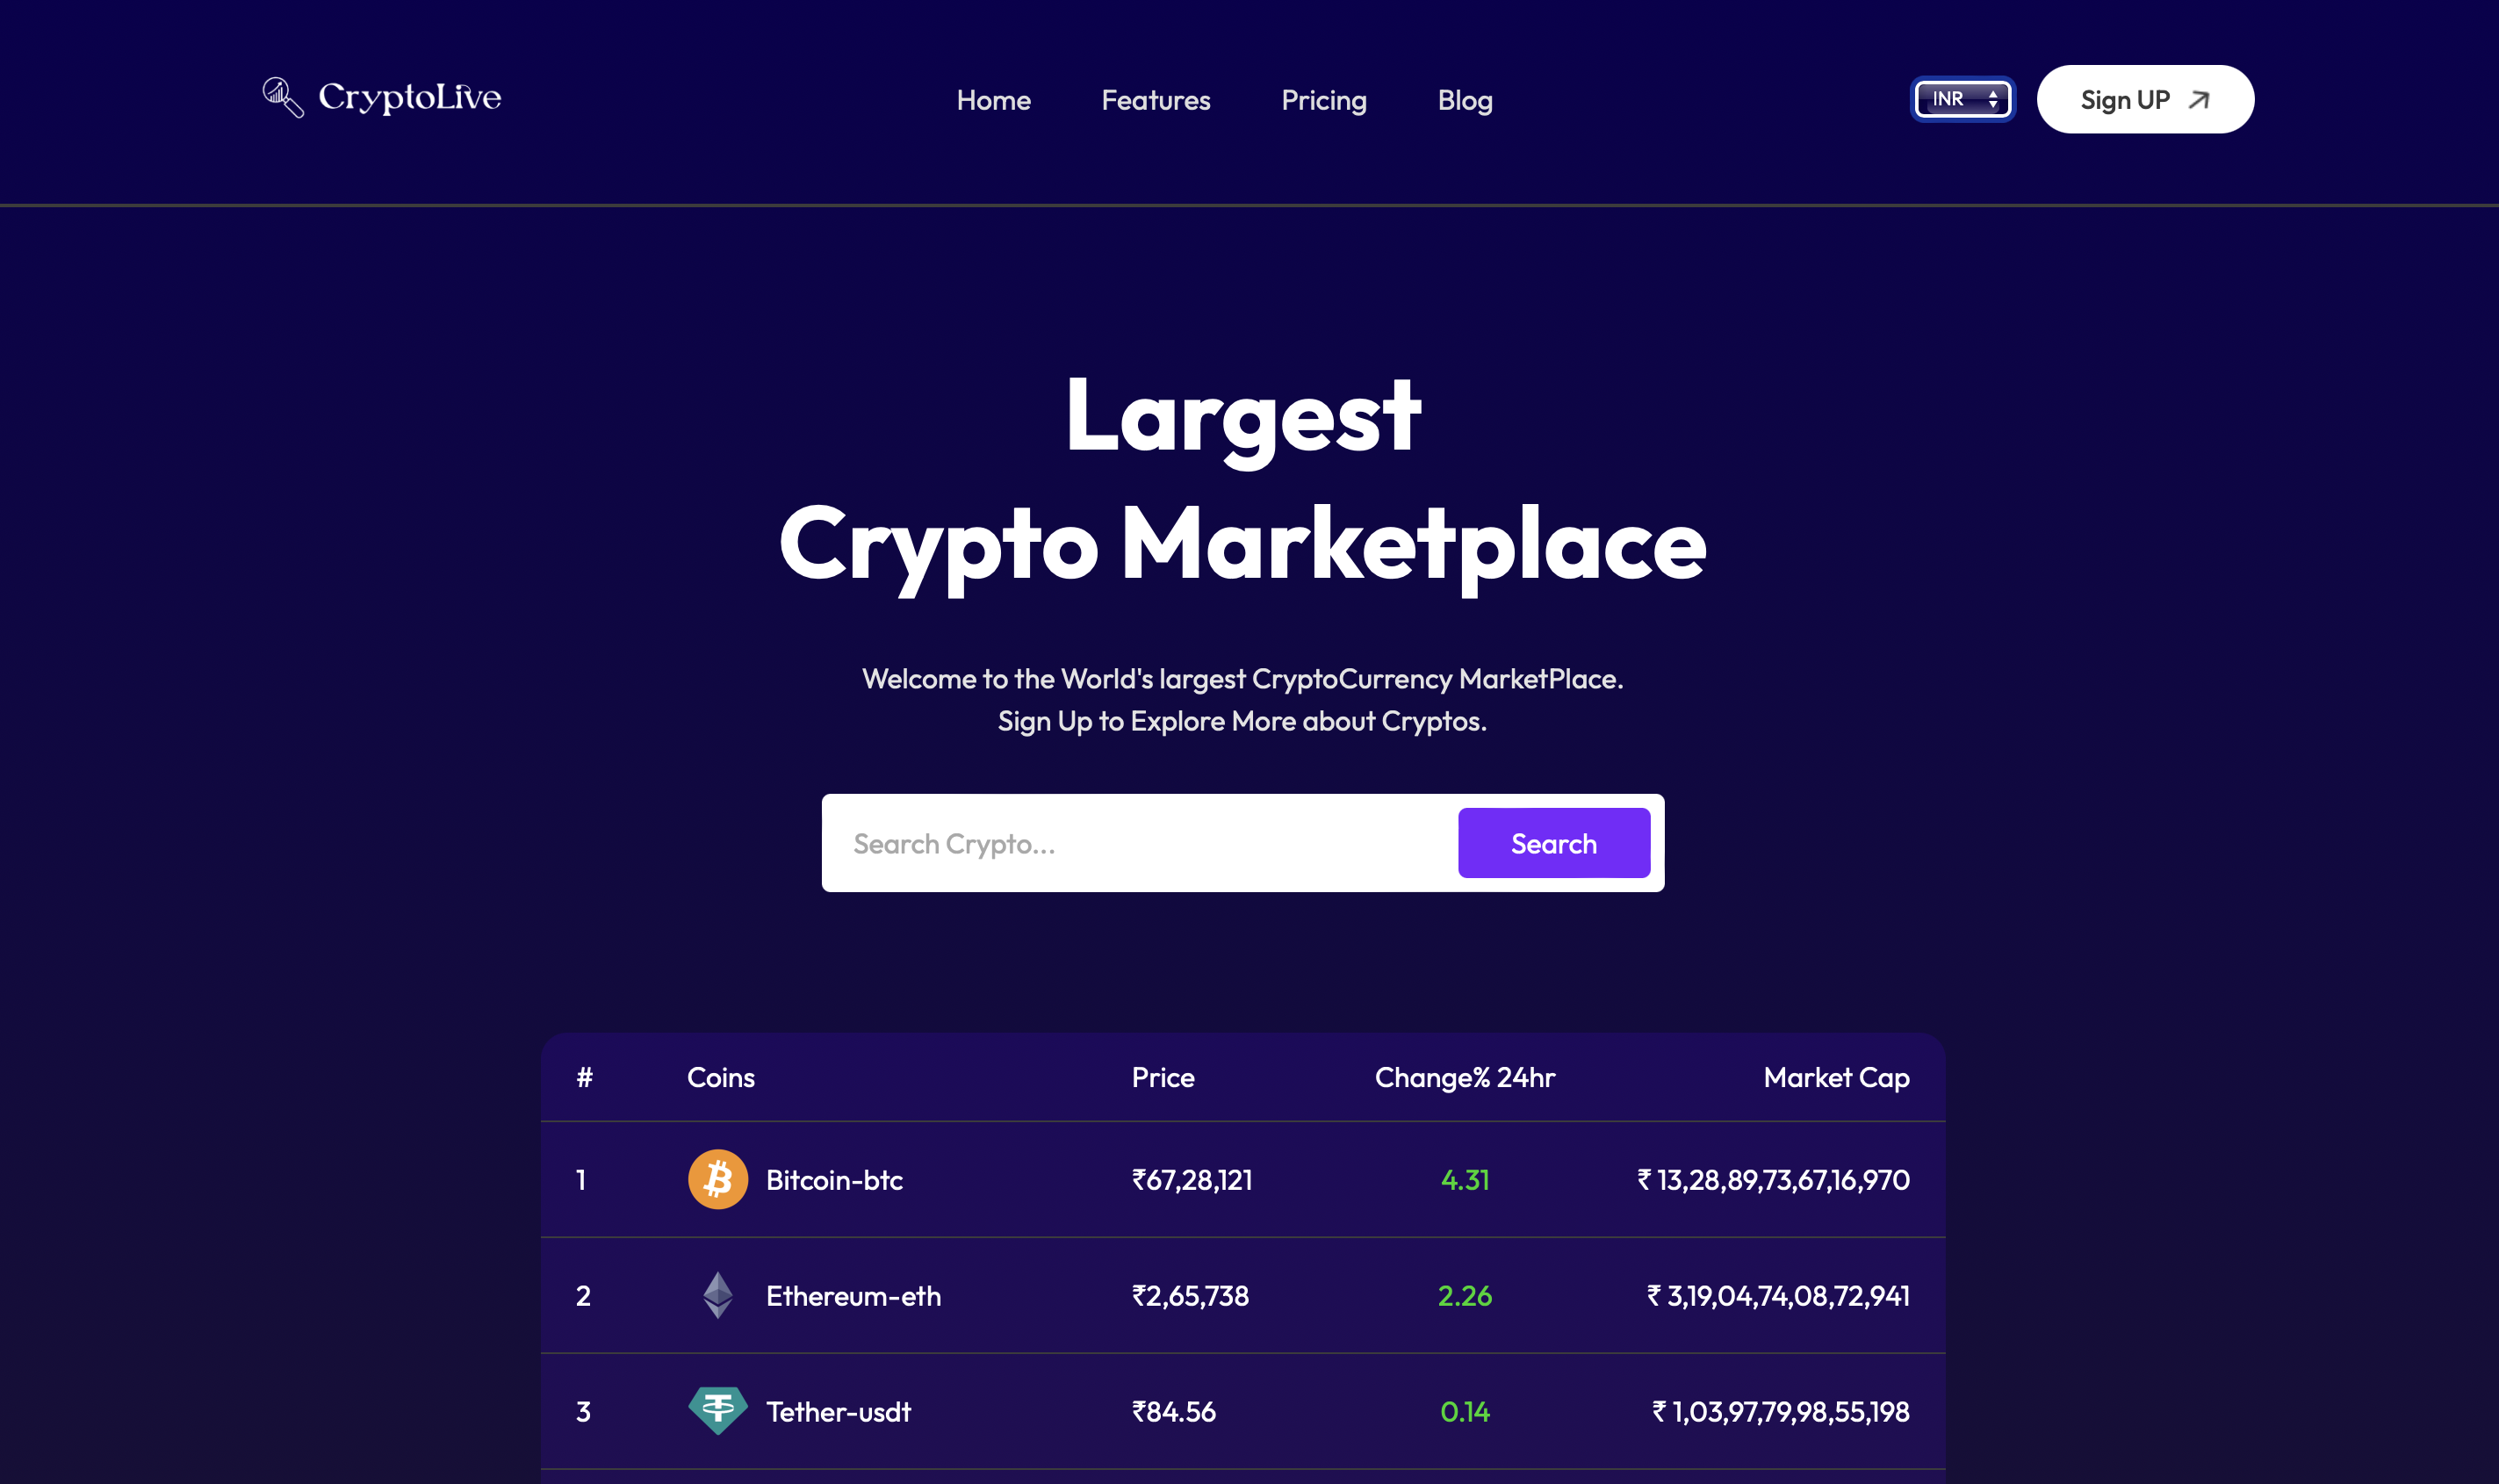 CryptoLive
Home Features Pricing Blog
INR
Sign UP
Largest
Crypto Marketplace
Welcome to the World's largest CryptoCurrency MarketPlace.
Sign Up to Explore More about Cryptos.
Search Crypto...
Search
# Coins Price Change% 24hr Market Cap
1 Bitcoin-btc ₹67,28,121 4.31 ₹ 13,28,89,73,67,16,970
2 Ethereum-eth ₹2,65,738 2.26 ₹ 3,19,04,74,08,72,941
3 Tether-usdt ₹84.56 0.14 ₹ 1,03,97,79,98,55,198